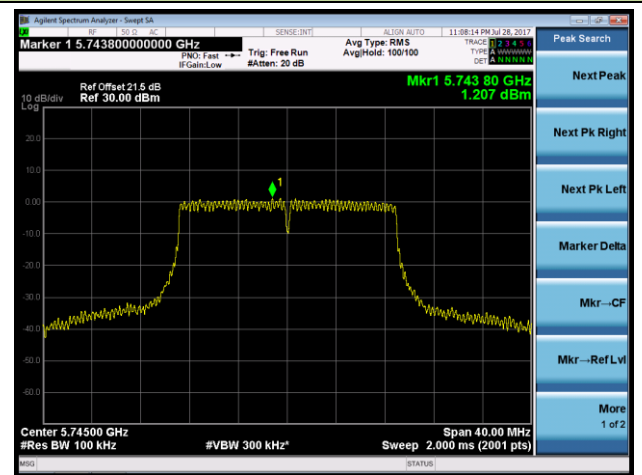 Agilent Spectrum Analyzer - Swept SA
RF 50 Ω AC SENSE:INT ALIGN AUTO 11:08:14 PM Jul 28, 2017
Marker 1 5.743800000000 GHz
PNO: Fast
IFGain:Low
Trig: Free Run
#Atten: 20 dB
Avg Type: RMS
Avg|Hold: 100/100
TRACE 1 2 3 4 5 6
TYPE A WWWWW
DET A N N N N N
Peak Search
Ref Offset 21.5 dB
Ref 30.00 dBm
10 dB/div
Log
Mkr1 5.743 80 GHz
1.207 dBm
Next Peak
20.0
10.0
0.00
-10.0
-20.0
-30.0
-40.0
-50.0
-60.0
1
Next Pk Right
Next Pk Left
Marker Delta
Mkr→CF
Mkr→Ref Lvl
More
1 of 2
Center 5.74500 GHz
#Res BW 100 kHz
#VBW 300 kHz*
Span 40.00 MHz
Sweep 2.000 ms (2001 pts)
MSG
STATUS